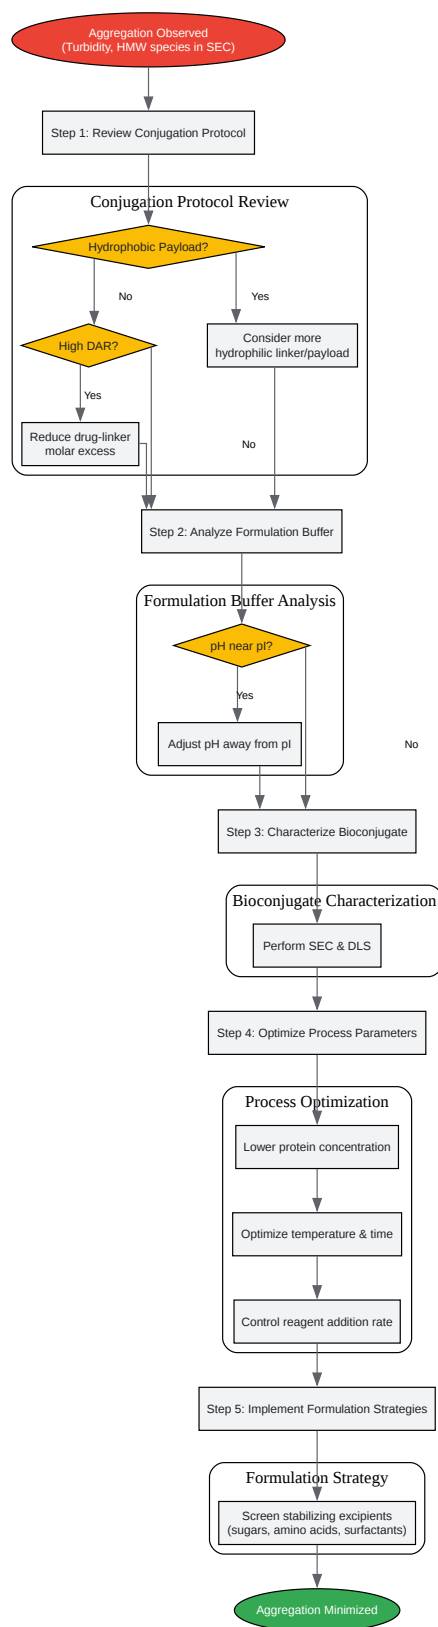 Aggregation Observed
(Turbidity, HMW species in SEC)
Step 1: Review Conjugation Protocol
Conjugation Protocol Review
Hydrophobic Payload?
No
Yes
High DAR?
Consider more
hydrophilic linker/payload
Yes
Reduce drug-linker
molar excess
No
Step 2: Analyze Formulation Buffer
Formulation Buffer Analysis
pH near pI?
Yes
Adjust pH away from pI
No
Step 3: Characterize Bioconjugate
Bioconjugate Characterization
Perform SEC & DLS
Step 4: Optimize Process Parameters
Process Optimization
Lower protein concentration
Optimize temperature & time
Control reagent addition rate
Step 5: Implement Formulation Strategies
Formulation Strategy
Screen stabilizing excipients
(sugars, amino acids, surfactants)
Aggregation Minimized